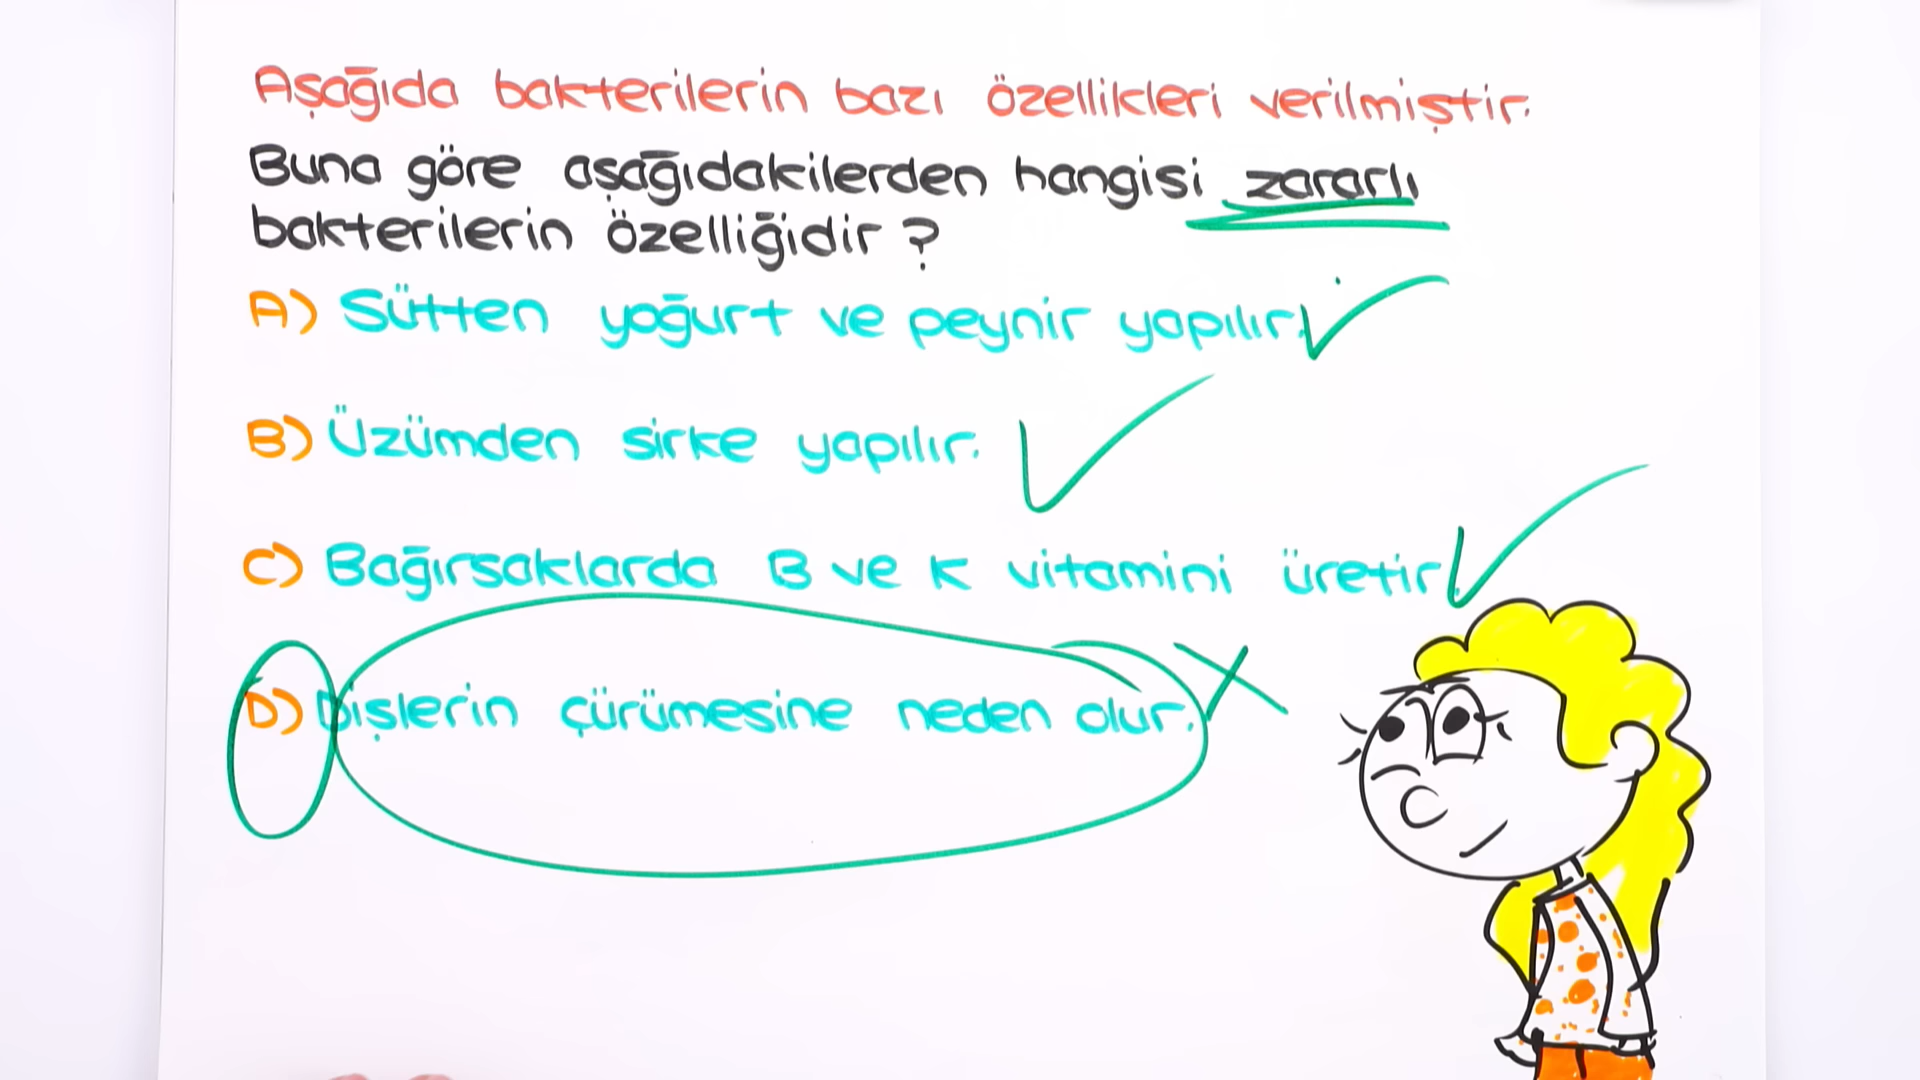 Aşağıda bakterilerin bazı özellikleri verilmiştir.
Buna göre aşağıdakilerden hangisi zararlı
bakterilerin özelliğidir ?
A) Sütten yoğurt ve peynir yapılır.
B) Üzümden sirke yapılır.
C) Bağırsaklarda B ve K vitamini üretir.
D) Dişlerin çürümesine neden olur.